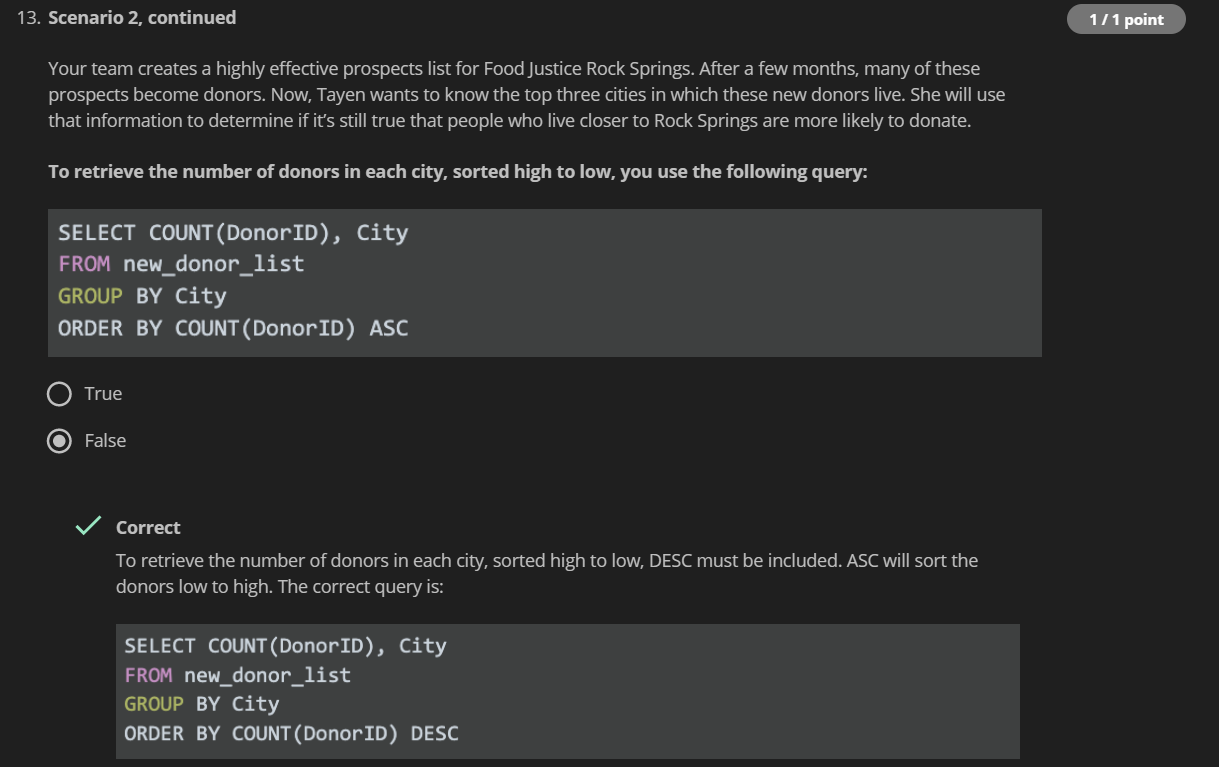 13. Scenario 2, continued
1 / 1 point
Your team creates a highly effective prospects list for Food Justice Rock Springs. After a few months, many of these
prospects become donors. Now, Tayen wants to know the top three cities in which these new donors live. She will use
that information to determine if it’s still true that people who live closer to Rock Springs are more likely to donate.
To retrieve the number of donors in each city, sorted high to low, you use the following query:
SELECT COUNT(DonorID), City
FROM new_donor_list
GROUP BY City
ORDER BY COUNT(DonorID) ASC
True
False
Correct
To retrieve the number of donors in each city, sorted high to low, DESC must be included. ASC will sort the
donors low to high. The correct query is:
SELECT COUNT(DonorID), City
FROM new_donor_list
GROUP BY City
ORDER BY COUNT(DonorID) DESC